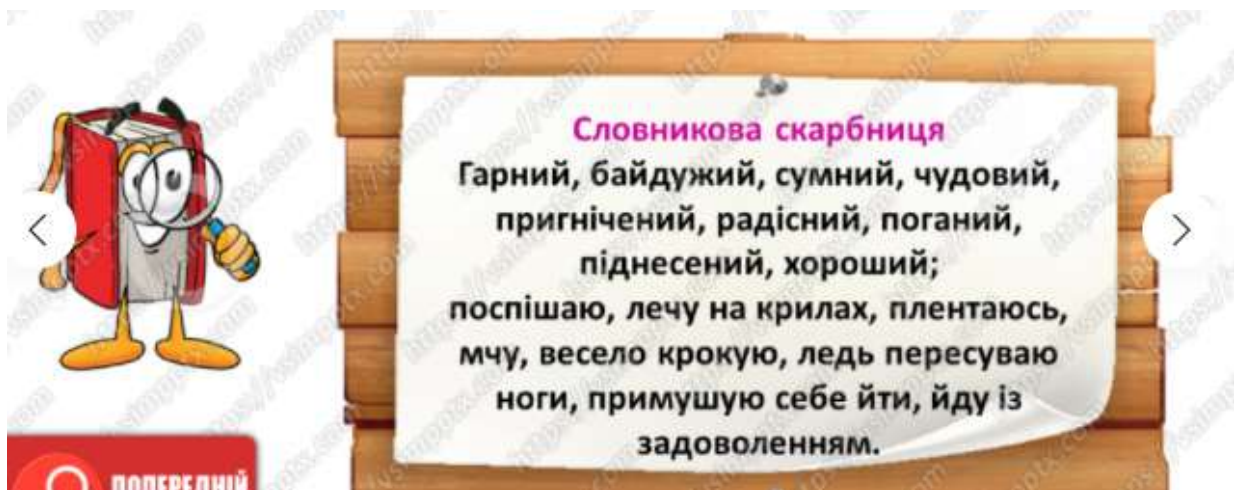 Словникова скарбниця
Гарний, байдужий, сумний, чудовий,
пригнічений, радісний, поганий,
піднесений, хороший;
поспішаю, лечу на крилах, плентаюсь,
мчу, весело крокую, ледь пересуваю
ноги, примушую себе йти, йду із
задоволенням.
ПОПЕРЕДНІЙ